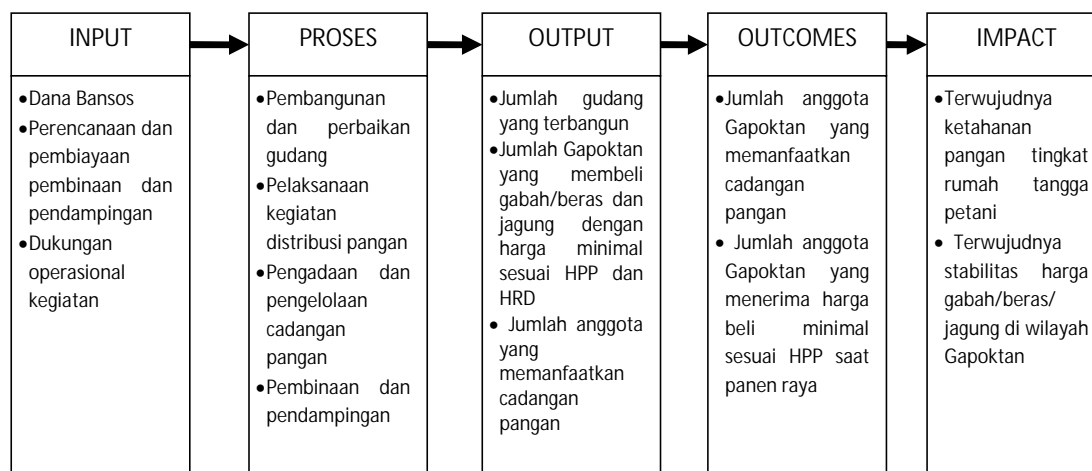 INPUT
•Dana Bansos
•Perencanaan dan
pembiayaan
pembinaan dan
pendampingan
•Dukungan
operasional
kegiatan
PROSES
•Pembangunan
dan perbaikan
gudang
•Pelaksanaan
kegiatan
distribusi pangan
•Pengadaan dan
pengelolaan
cadangan
pangan
•Pembinaan dan
pendampingan
OUTPUT
•Jumlah gudang
yang terbangun
•Jumlah Gapoktan
yang membeli
gabah/beras dan
jagung dengan
harga minimal
sesuai HPP dan
HRD
• Jumlah anggota
yang
memanfaatkan
cadangan
pangan
OUTCOMES
•Jumlah anggota
Gapoktan yang
memanfaatkan
cadangan
pangan
• Jumlah anggota
Gapoktan yang
menerima harga
beli minimal
sesuai HPP saat
panen raya
IMPACT
•Terwujudnya
ketahanan
pangan tingkat
rumah tangga
petani
• Terwujudnya
stabilitas harga
gabah/beras/
jagung di wilayah
Gapoktan